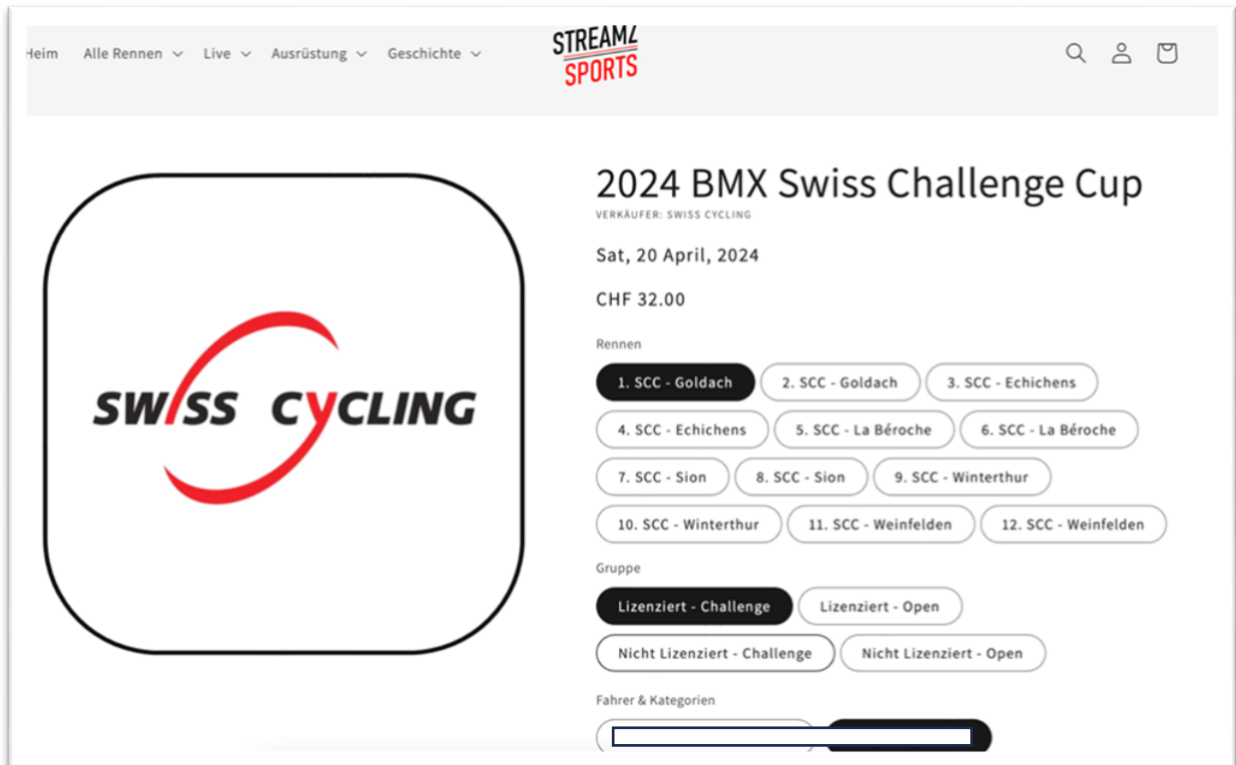 Heim Alle Rennen Live Ausrüstung Geschichte
STREAMZ
SPORTS
SWISS CYCLING
2024 BMX Swiss Challenge Cup
VERKÄUFER: SWISS CYCLING
Sat, 20 April, 2024
CHF 32.00
Rennen
1. SCC - Goldach 2. SCC - Goldach 3. SCC - Echichens
4. SCC - Echichens 5. SCC - La Béroche 6. SCC - La Béroche
7. SCC - Sion 8. SCC - Sion 9. SCC - Winterthur
10. SCC - Winterthur 11. SCC - Weinfelden 12. SCC - Weinfelden
Gruppe
Lizenziert - Challenge Lizenziert - Open
Nicht Lizenziert - Challenge Nicht Lizenziert - Open
Fahrer & Kategorien